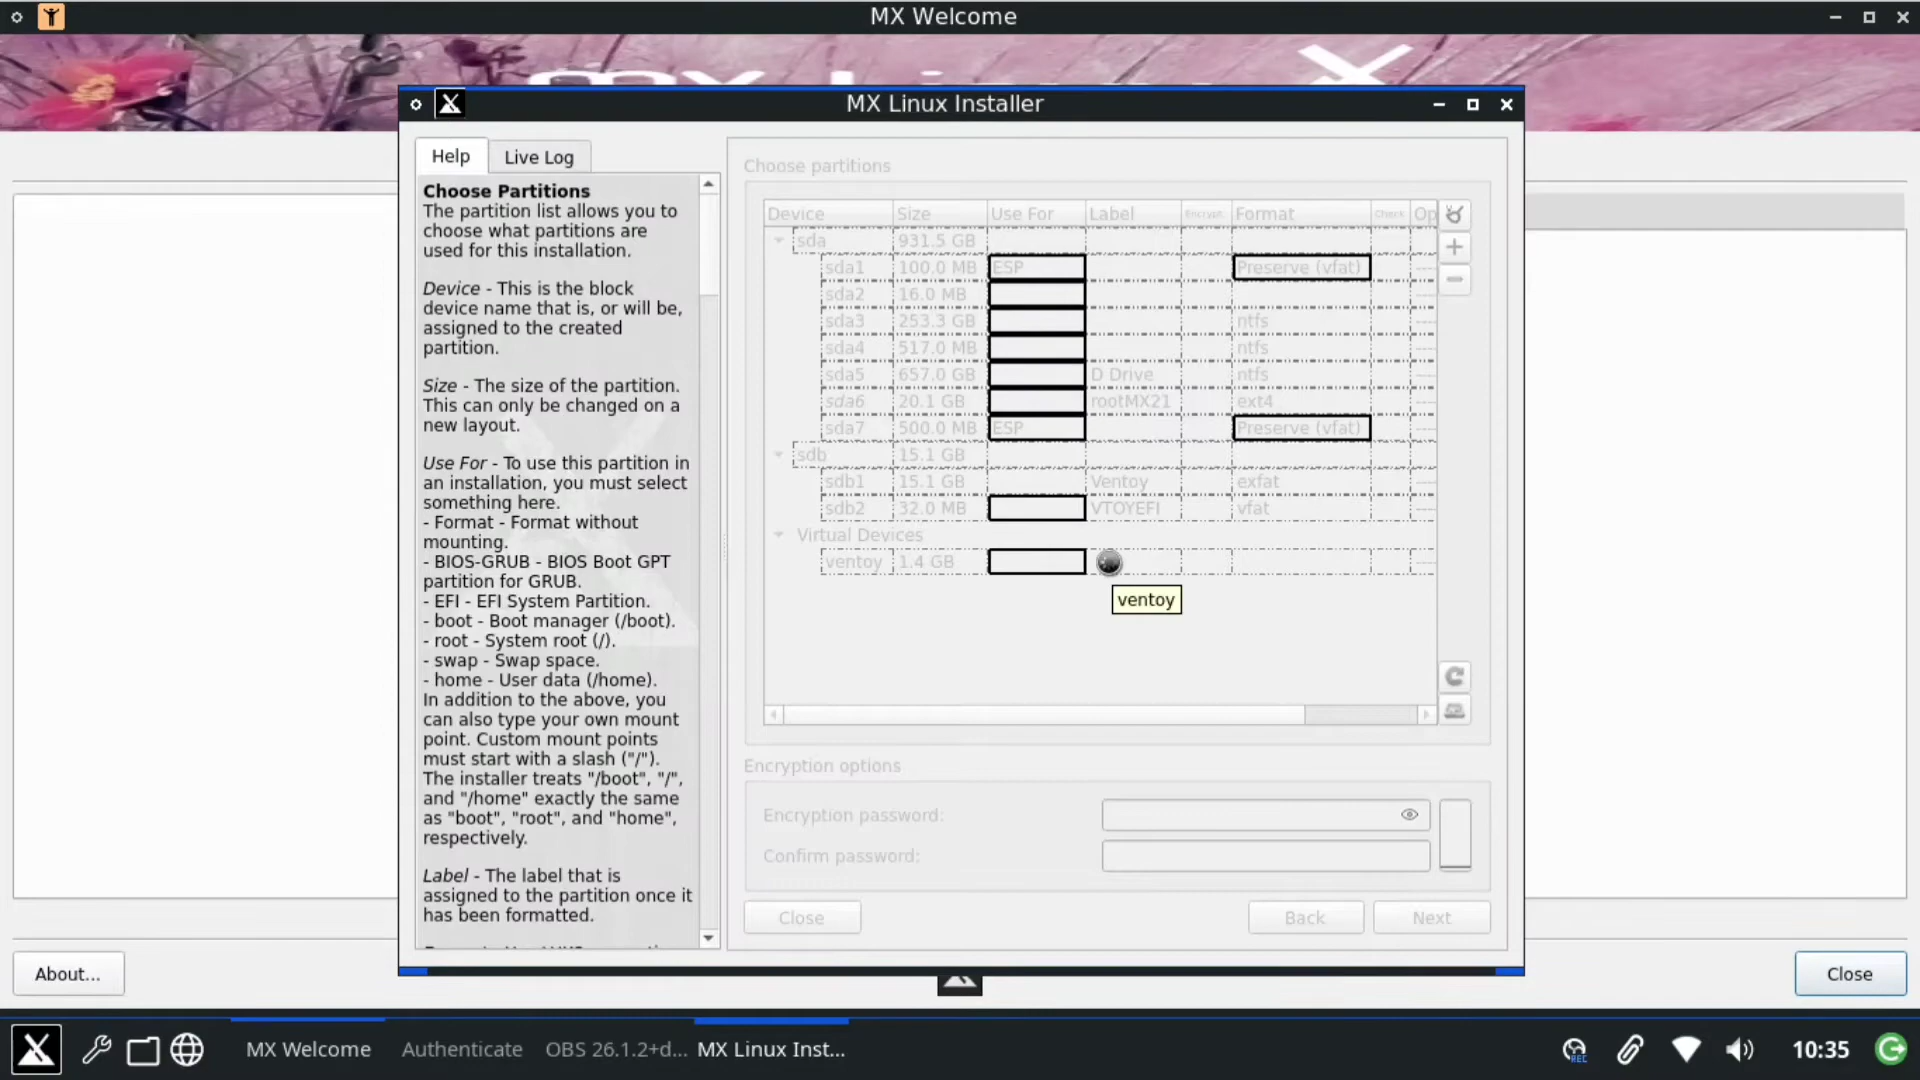 MX Welcome
MX Linux Installer
Help
Live Log
Choose Partitions
The partition list allows you to
choose what partitions are
used for this installation.
Device - This is the block
device name that is, or will be,
assigned to the created
partition.
Size - The size of the partition.
This can only be changed on a
new layout.
Use For - To use this partition in
an installation, you must select
something here.
- Format - Format without
mounting.
- BIOS-GRUB - BIOS Boot GPT
partition for GRUB.
- EFI - EFI System Partition.
- boot - Boot manager (/boot).
- root - System root (/).
- swap - Swap space.
- home - User data (/home).
In addition to the above, you
can also type your own mount
point. Custom mount points
must start with a slash ("/").
The installer treats "/boot", "/",
and "/home" exactly the same
as "boot", "root", and "home",
respectively.
Label - The label that is
assigned to the partition once it
has been formatted.
Choose partitions
Device Size Use For Label Encrypt Format Check Op
sda 931.5 GB
sda1 100.0 MB ESP Preserve (vfat)
sda2 16.0 MB
sda3 253.3 GB ntfs
sda4 517.0 MB ntfs
sda5 657.0 GB D Drive ntfs
sda6 20.1 GB rootMX21 ext4
sda7 500.0 MB ESP Preserve (vfat)
sdb 15.1 GB
sdb1 15.1 GB Ventoy exfat
sdb2 32.0 MB VTOYEFI vfat
Virtual Devices
ventoy 1.4 GB
ventoy
Encryption options
Encryption password:
Confirm password:
Close
Back
Next
About...
Close
MX Welcome
Authenticate
OBS 26.1.2+d...
MX Linux Inst...
REC
10:35